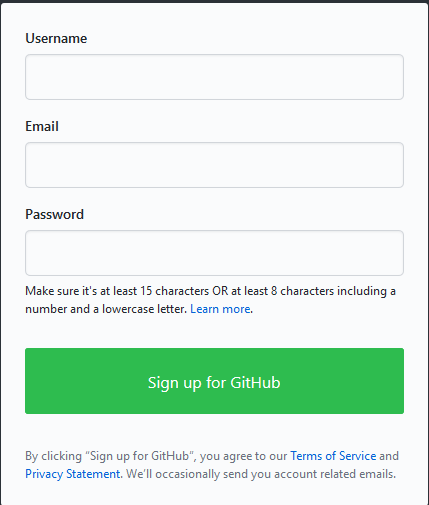 Username
Email
Password
Make sure it's at least 15 characters OR at least 8 characters including a
number and a lowercase letter. Learn more.
Sign up for GitHub
By clicking “Sign up for GitHub”, you agree to our Terms of Service and
Privacy Statement. We’ll occasionally send you account related emails.